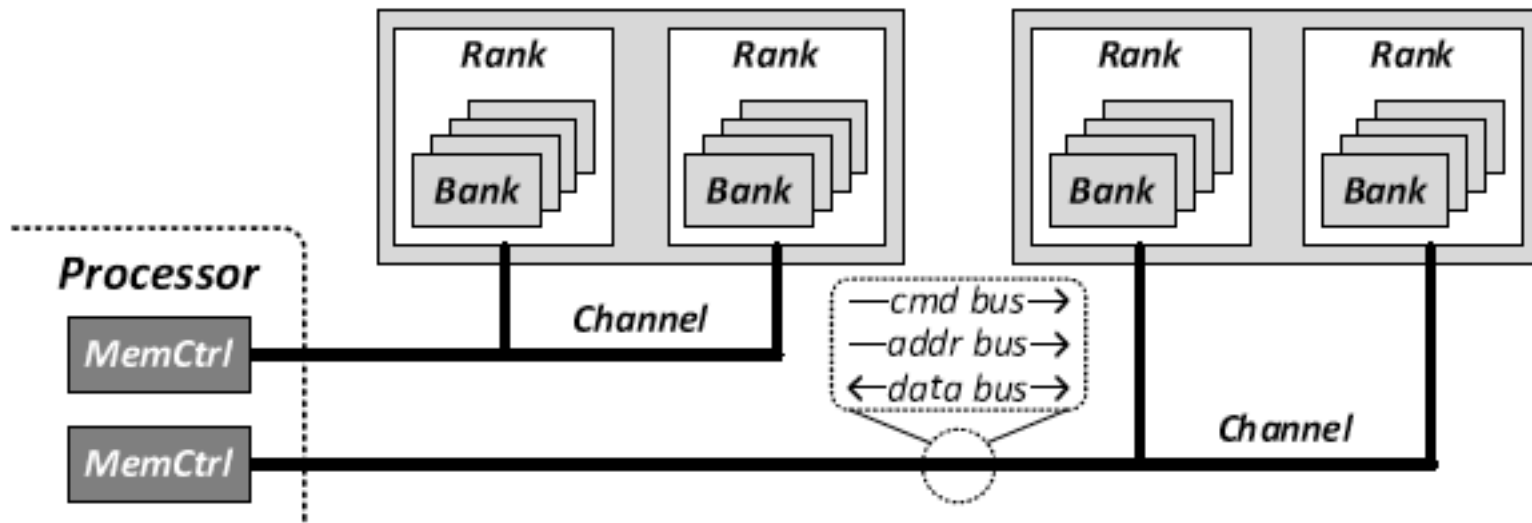 Rank
Rank
Rank
Rank
Bank
Bank
Bank
Bank
Processor
MemCtrl
MemCtrl
Channel
cmd bus
addr bus
data bus
Channel